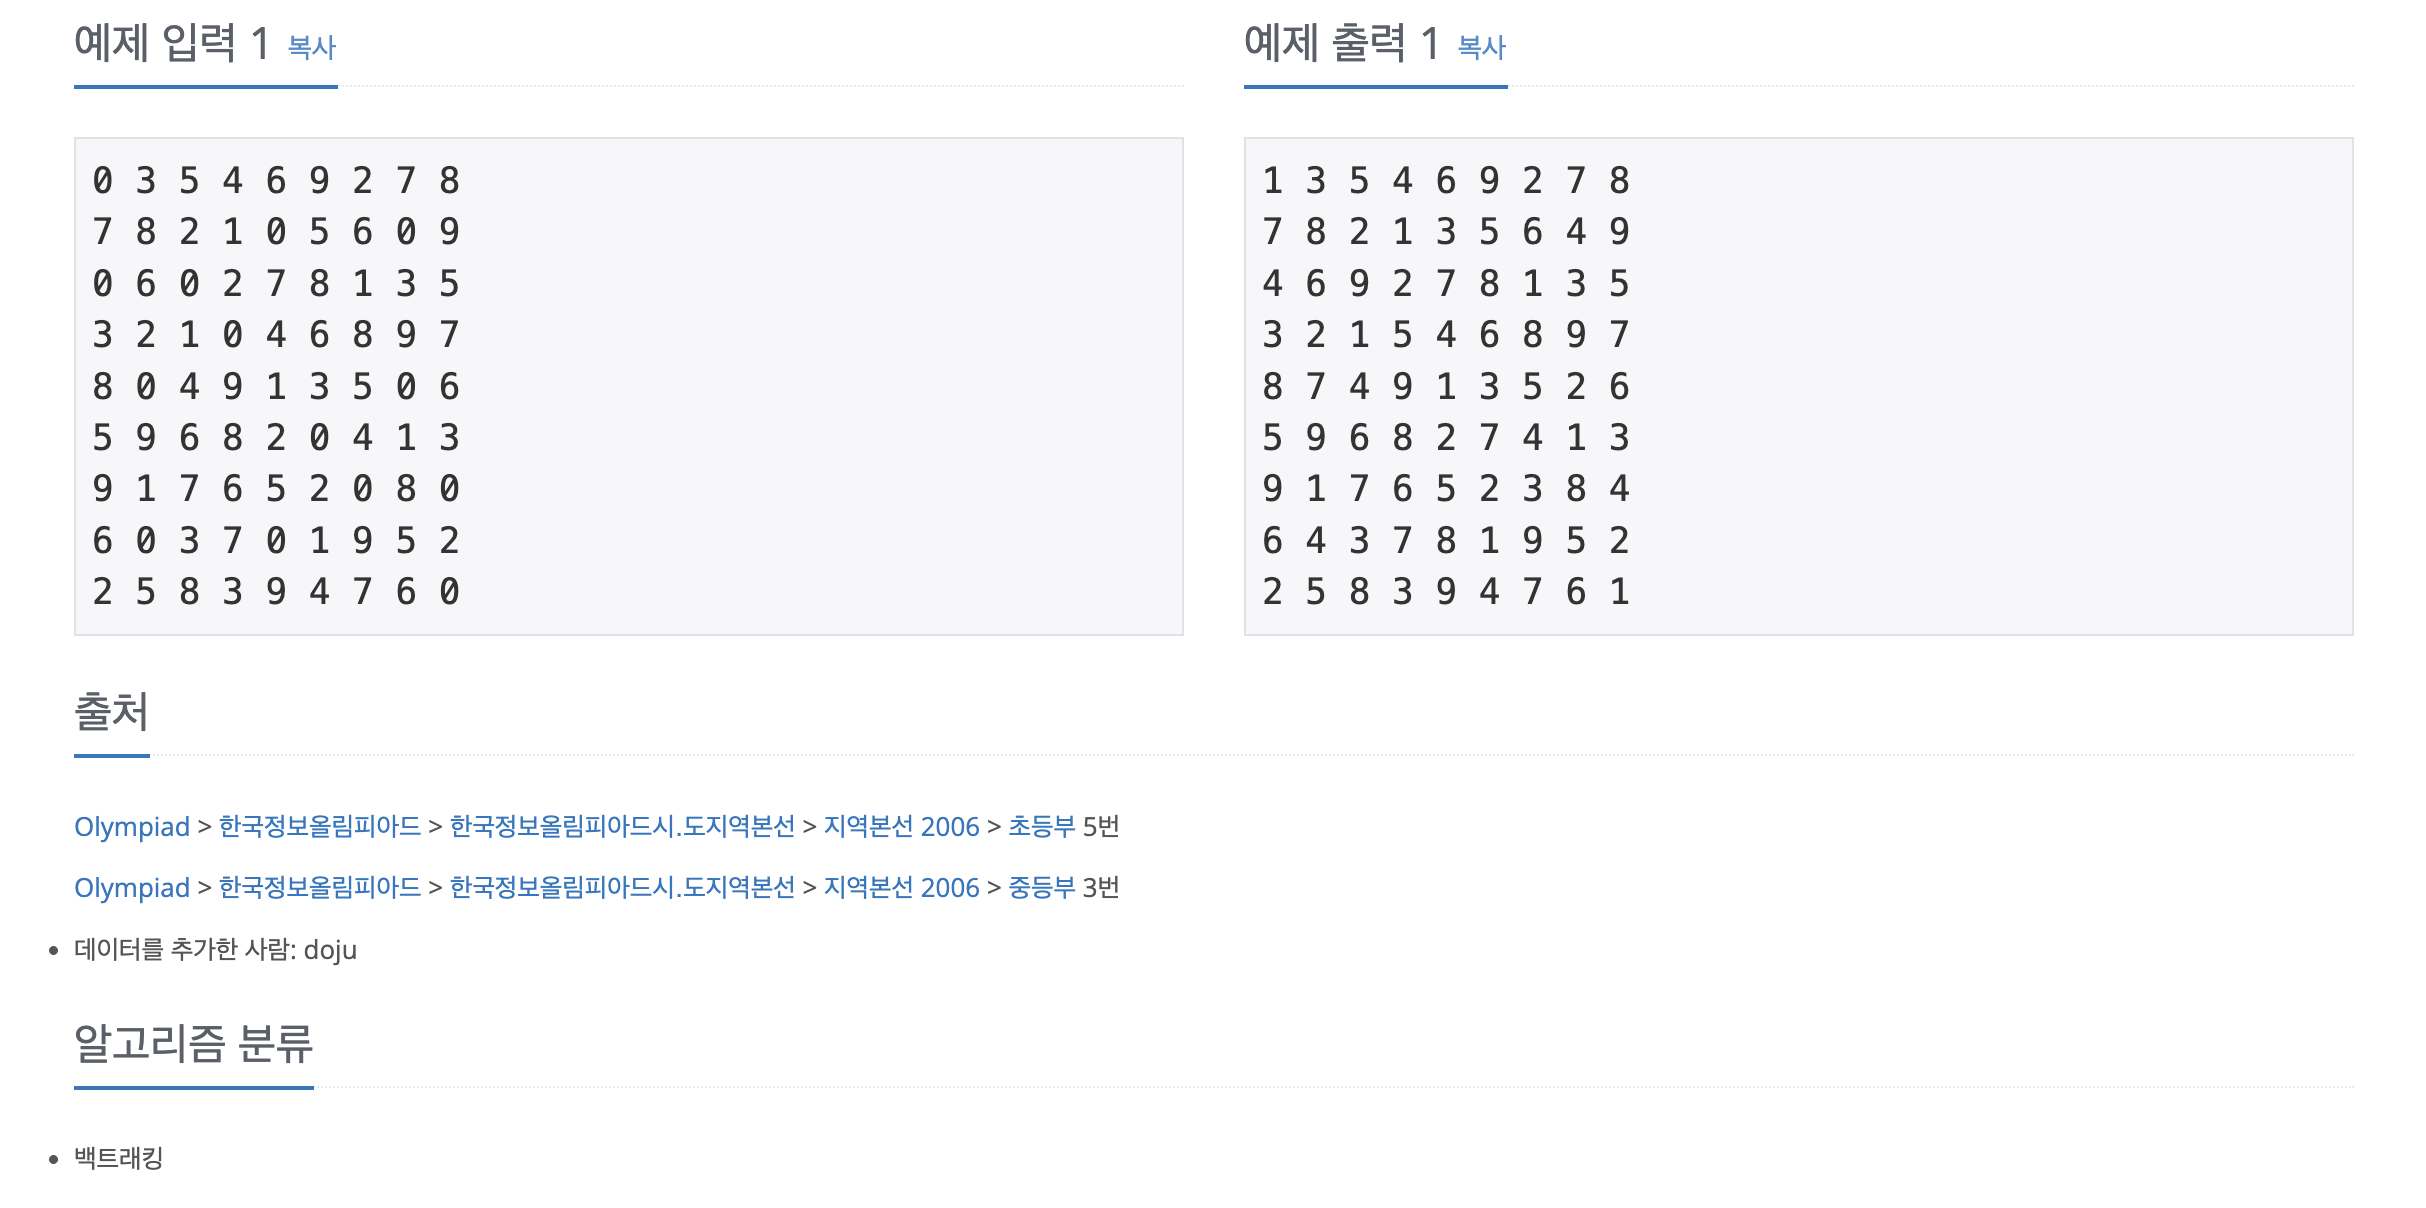 예제 입력 1 복사
0 3 5 4 6 9 2 7 8
7 8 2 1 0 5 6 0 9
0 6 0 2 7 8 1 3 5
3 2 1 0 4 6 8 9 7
8 0 4 9 1 3 5 0 6
5 9 6 8 2 0 4 1 3
9 1 7 6 5 2 0 8 0
6 0 3 7 0 1 9 5 2
2 5 8 3 9 4 7 6 0
예제 출력 1 복사
1 3 5 4 6 9 2 7 8
7 8 2 1 3 5 6 4 9
4 6 9 2 7 8 1 3 5
3 2 1 5 4 6 8 9 7
8 7 4 9 1 3 5 2 6
5 9 6 8 2 7 4 1 3
9 1 7 6 5 2 3 8 4
6 4 3 7 8 1 9 5 2
2 5 8 3 9 4 7 6 1
출처
Olympiad > 한국정보올림피아드 > 한국정보올림피아드시.도지역본선 > 지역본선 2006 > 초등부 5번
Olympiad > 한국정보올림피아드 > 한국정보올림피아드시.도지역본선 > 지역본선 2006 > 중등부 3번
• 데이터를 추가한 사람: doju
알고리즘 분류
• 백트래킹